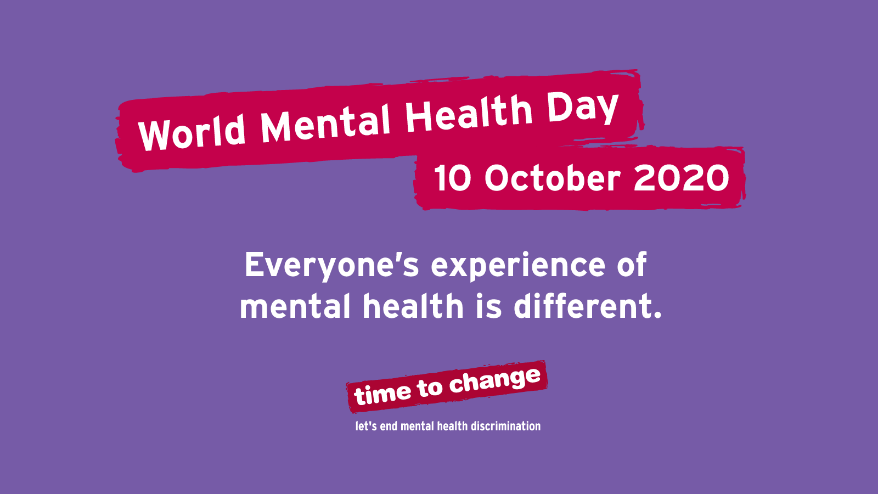 World Mental Health Day
10 October 2020
Everyone’s experience of
mental health is different.
time to change
let's end mental health discrimination